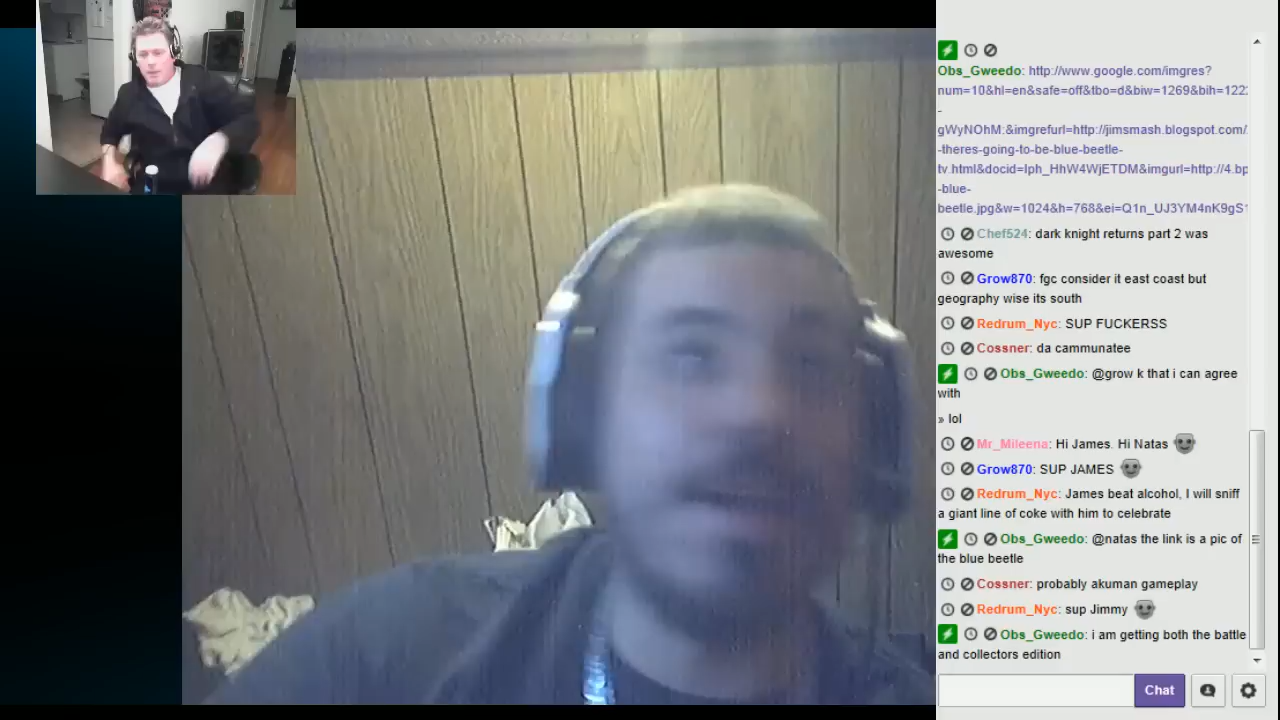 Obs_Gweedo: http://www.google.com/imgres?
num=10&hl=en&safe=off&tbo=d&biw=1269&bih=122
-
gWyNOhM:&imgrefurl=http://jimsmash.blogspot.com/
-theres-going-to-be-blue-beetle-
tv.html&docid=Iph_HhW4WjETDM&imgurl=http://4.bp
-blue-
beetle.jpg&w=1024&h=768&ei=Q1n_UJ3YM4nK9gS
Chef524: dark knight returns part 2 was
awesome
Grow870: fgc consider it east coast but
geography wise its south
Redrum_Nyc: SUP FUCKERSS
Cossner: da cammunatee
Obs_Gweedo: @grow k that i can agree
with
» lol
Mr_Mileena: Hi James. Hi Natas
Grow870: SUP JAMES
Redrum_Nyc: James beat alcohol, I will sniff
a giant line of coke with him to celebrate
Obs_Gweedo: @natas the link is a pic of
the blue beetle
Cossner: probably akuman gameplay
Redrum_Nyc: sup Jimmy
Obs_Gweedo: i am getting both the battle
and collectors edition
Chat